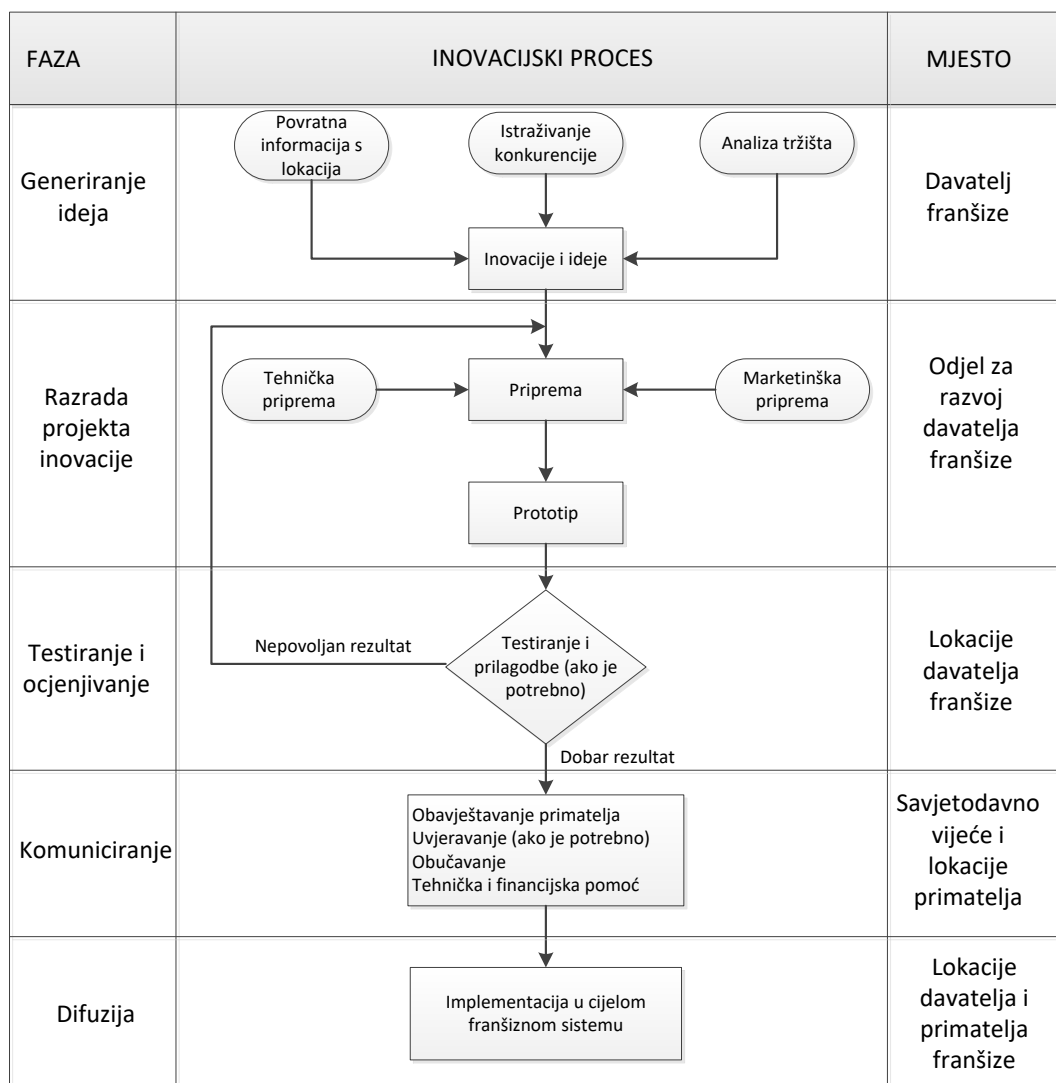 FAZA
INOVACIJSKI PROCES
MJESTO
Generiranje
ideja
Povratna
informacija s
lokacija
Istraživanje
konkurencije
Analiza tržišta
Inovacije i ideje
Davatelj
franšize
Razrada
projekta
inovacije
Tehnička
priprema
Priprema
Marketinška
priprema
Prototip
Odjel za
razvoj
davatelja
franšize
Testiranje i
ocjenjivanje
Nepovoljan rezultat
Testiranje i
prilagodbe (ako je
potrebno)
Dobar rezultat
Lokacije
davatelja
franšize
Komuniciranje
Obavještavanje primatelja
Uvjeravanje (ako je potrebno)
Obučavanje
Tehnička i financijska pomoć
Savjetodavno
vijeće i
lokacije
primatelja
Difuzija
Implementacija u cijelom
franšiznom sistemu
Lokacije
davatelja i
primatelja
franšize